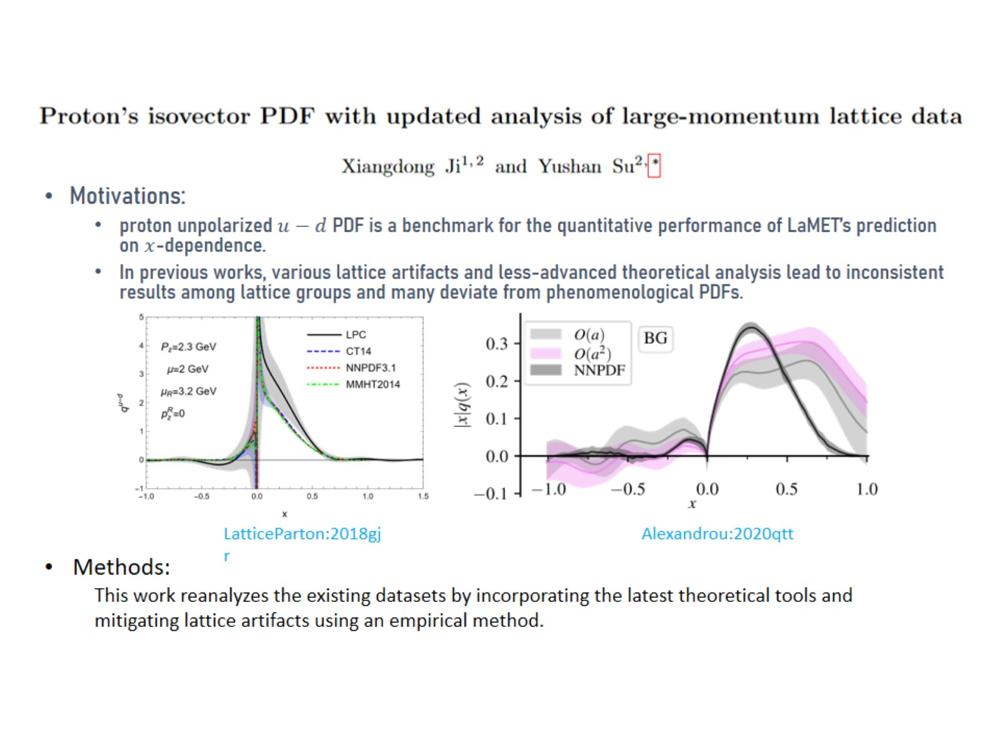 Proton's isovector PDF with updated analysis of large-momentum lattice data
Xiangdong Ji¹,² and Yushan Su²,*
• Motivations:
• proton unpolarized u − d PDF is a benchmark for the quantitative performance of LaMET's prediction
on x-dependence.
• In previous works, various lattice artifacts and less-advanced theoretical analysis lead to inconsistent
results among lattice groups and many deviate from phenomenological PDFs.
5
4
3
2
1
0
−1
q^{u−d}
P_z=2.3 GeV
μ=2 GeV
μ_R=3.2 GeV
p_z^R=0
LPC
CT14
NNPDF3.1
MMHT2014
−1.0 −0.5 0.0 0.5 1.0 1.5
x
0.3
0.2
0.1
0.0
−0.1
|x|q(x)
O(a)
O(a²)
NNPDF
BG
−1.0 −0.5 0.0 0.5 1.0
x
LatticeParton:2018gj
r
Alexandrou:2020qtt
• Methods:
This work reanalyzes the existing datasets by incorporating the latest theoretical tools and
mitigating lattice artifacts using an empirical method.